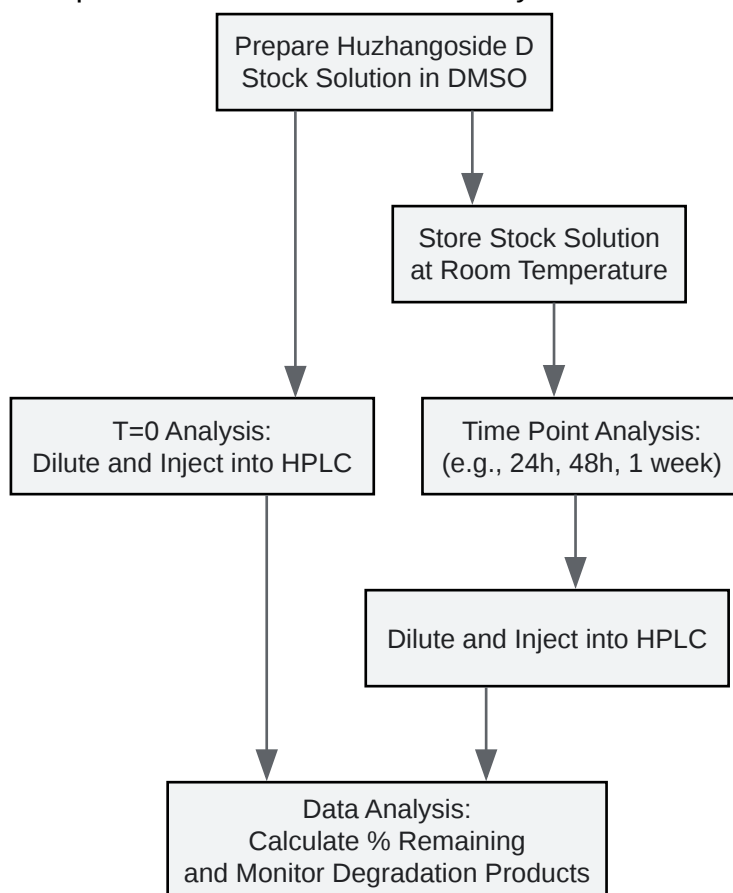 Prepare Huzhangoside D
Stock Solution in DMSO
Store Stock Solution
at Room Temperature
T=0 Analysis:
Dilute and Inject into HPLC
Time Point Analysis:
(e.g., 24h, 48h, 1 week)
Dilute and Inject into HPLC
Data Analysis:
Calculate % Remaining
and Monitor Degradation Products